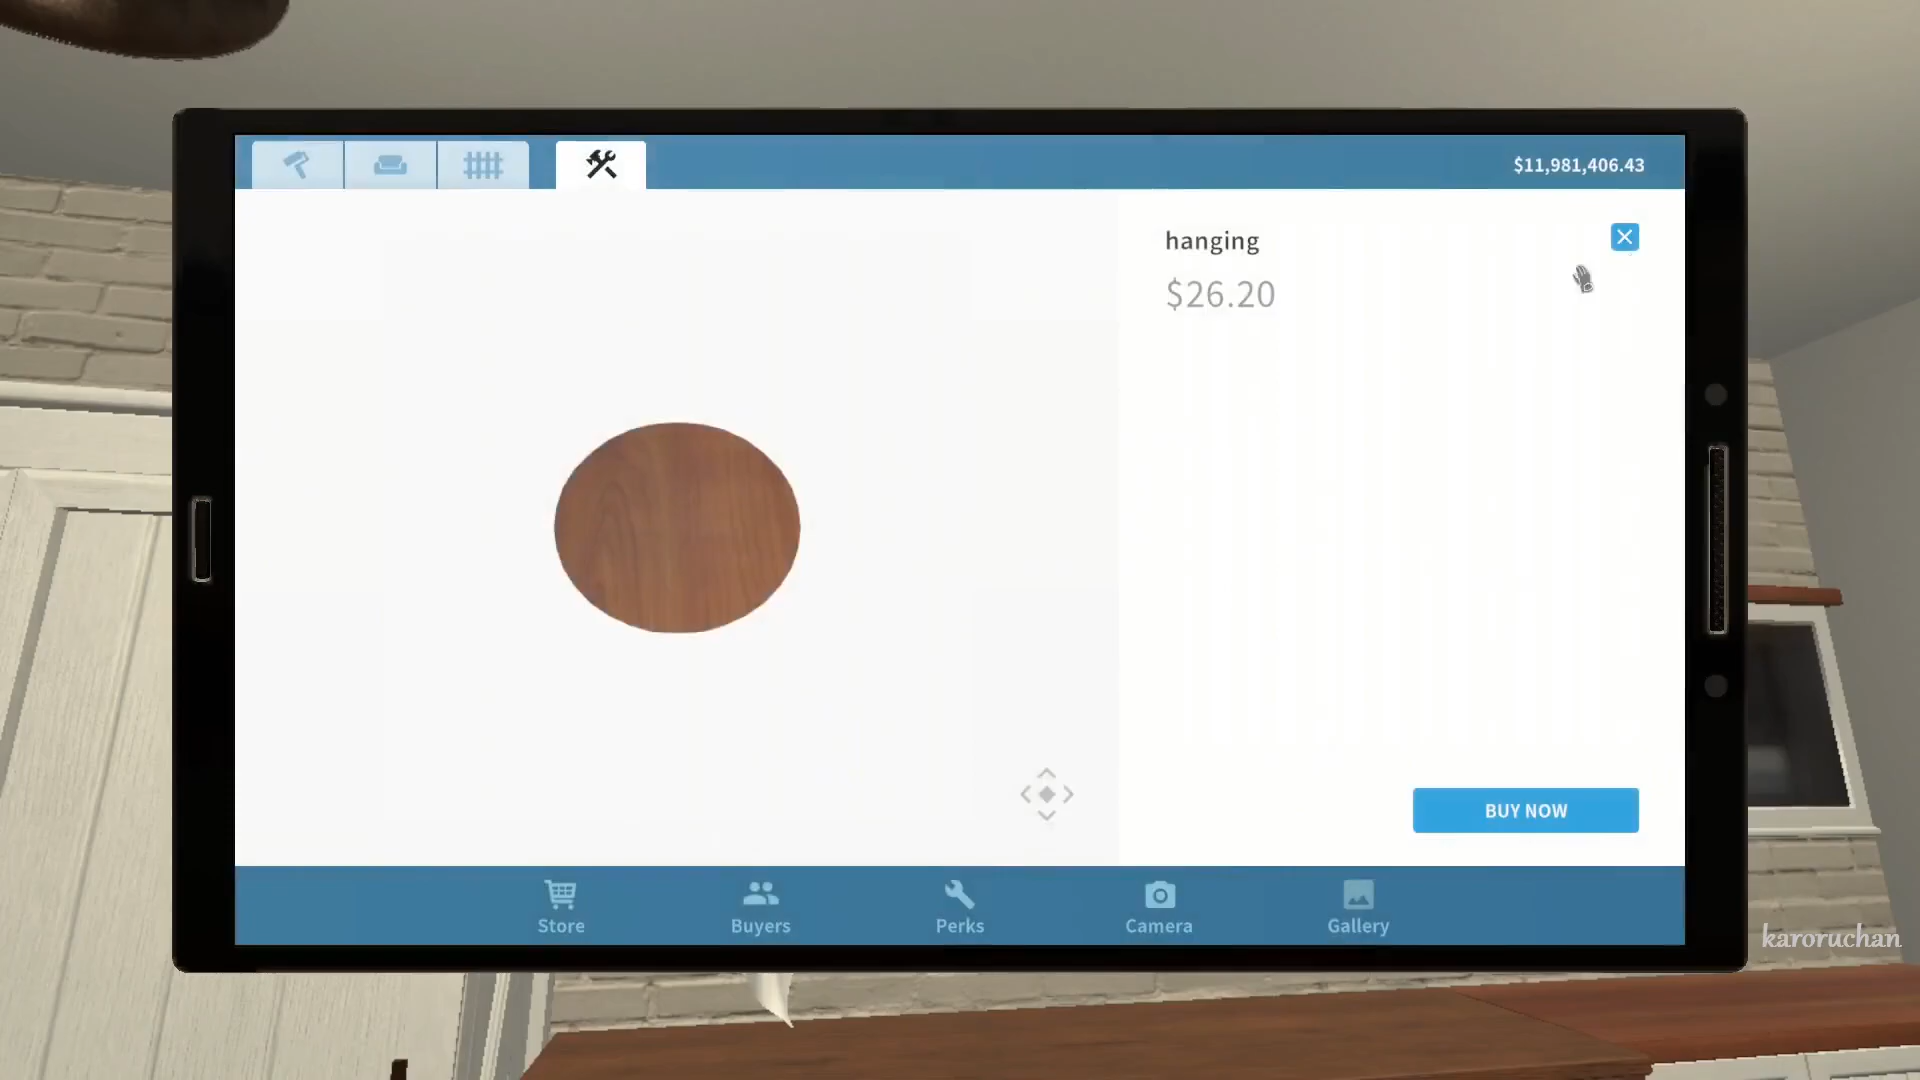 $11,981,406.43
hanging
$26.20
BUY NOW
Store
Buyers
Perks
Camera
Gallery
karoruchan